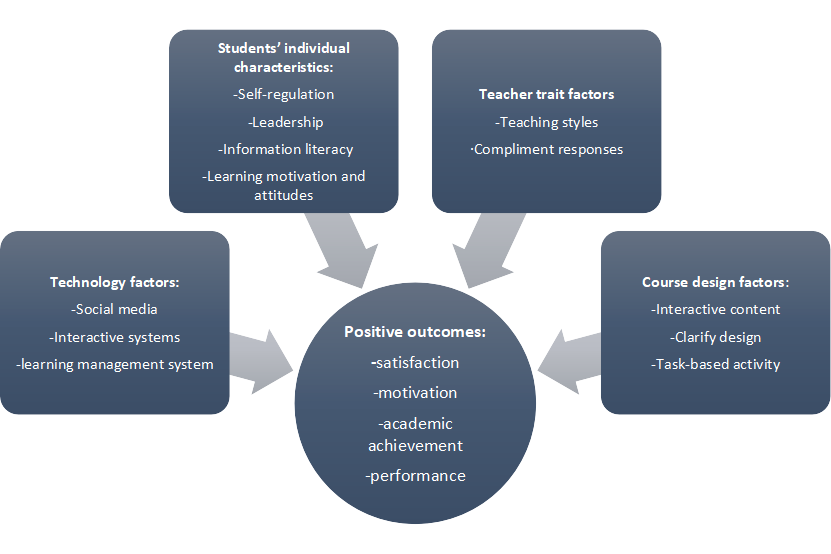 Students’ individual
characteristics:
-Self-regulation
-Leadership
-Information literacy
-Learning motivation and
attitudes
Teacher trait factors
-Teaching styles
·Compliment responses
Technology factors:
-Social media
-Interactive systems
-learning management system
Course design factors:
-Interactive content
-Clarify design
-Task-based activity
Positive outcomes:
-satisfaction
-motivation
-academic
achievement
-performance